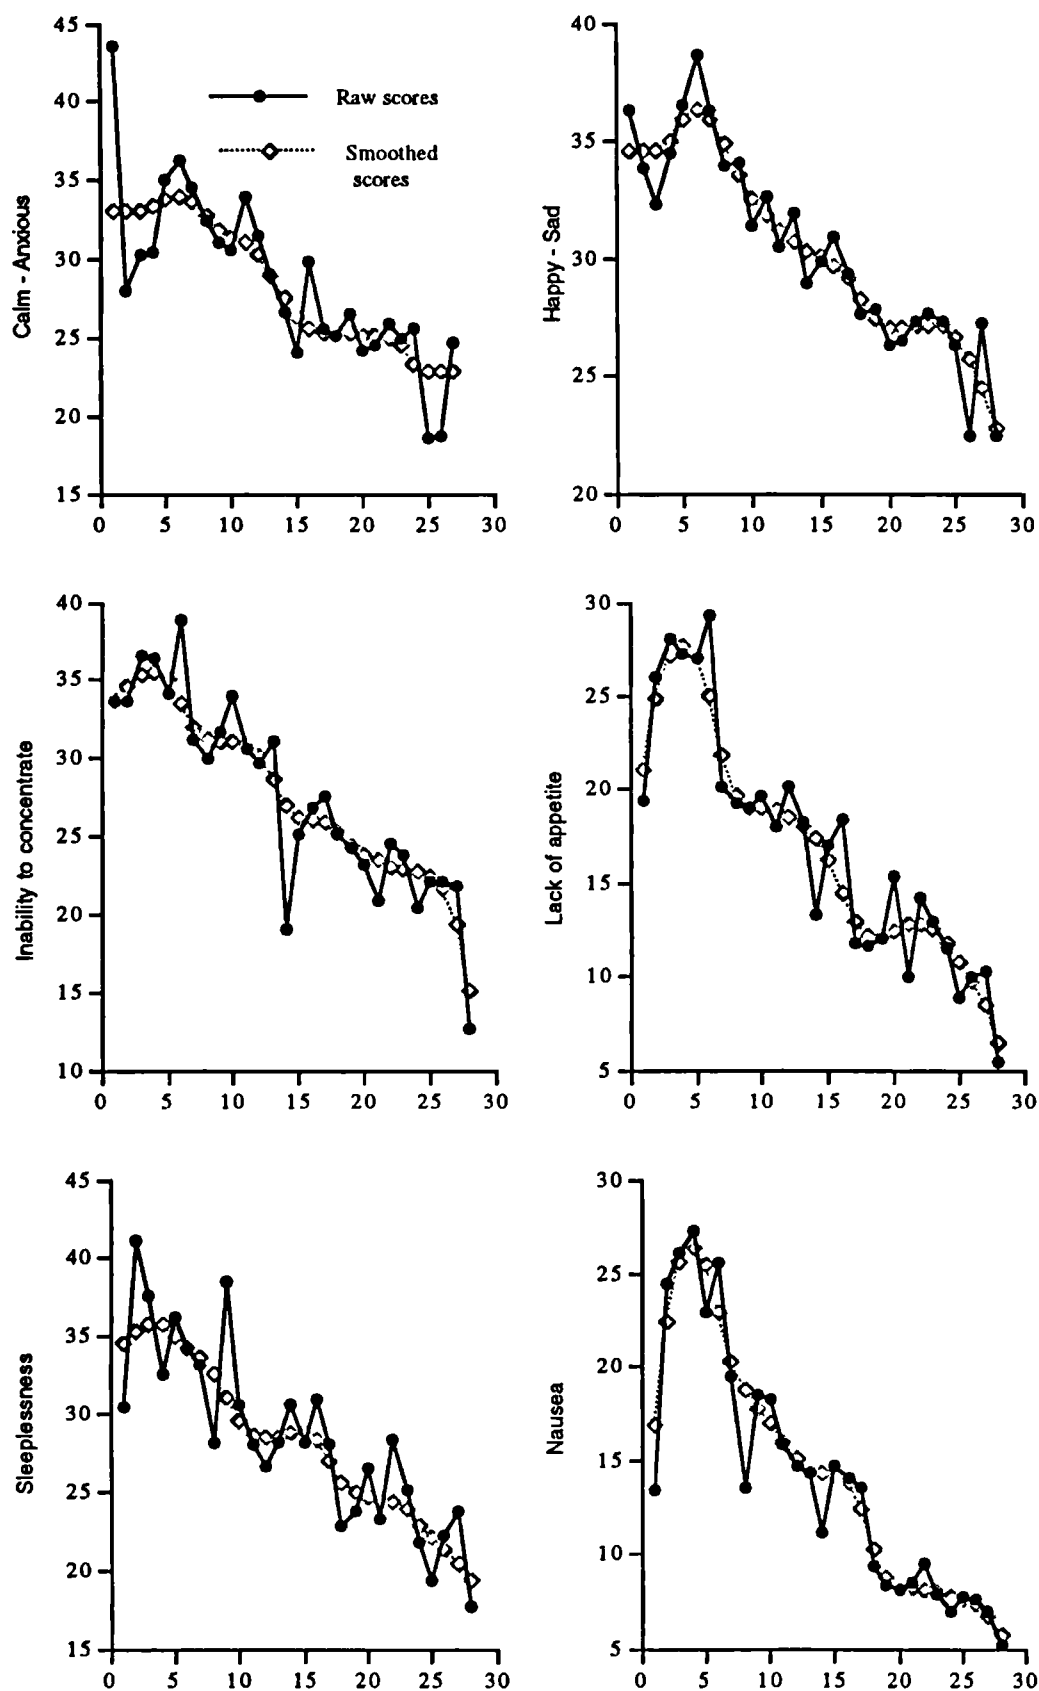 45
40
35
30
25
20
15
Calm - Anxious
Raw scores
Smoothed
scores
0 5 10 15 20 25 30
40
35
30
25
20
Happy - Sad
0 5 10 15 20 25 30
40
35
30
25
20
15
10
Inability to concentrate
0 5 10 15 20 25 30
30
25
20
15
10
5
Lack of appetite
0 5 10 15 20 25 30
45
40
35
30
25
20
15
Sleeplessness
0 5 10 15 20 25 30
30
25
20
15
10
5
Nausea
0 5 10 15 20 25 30